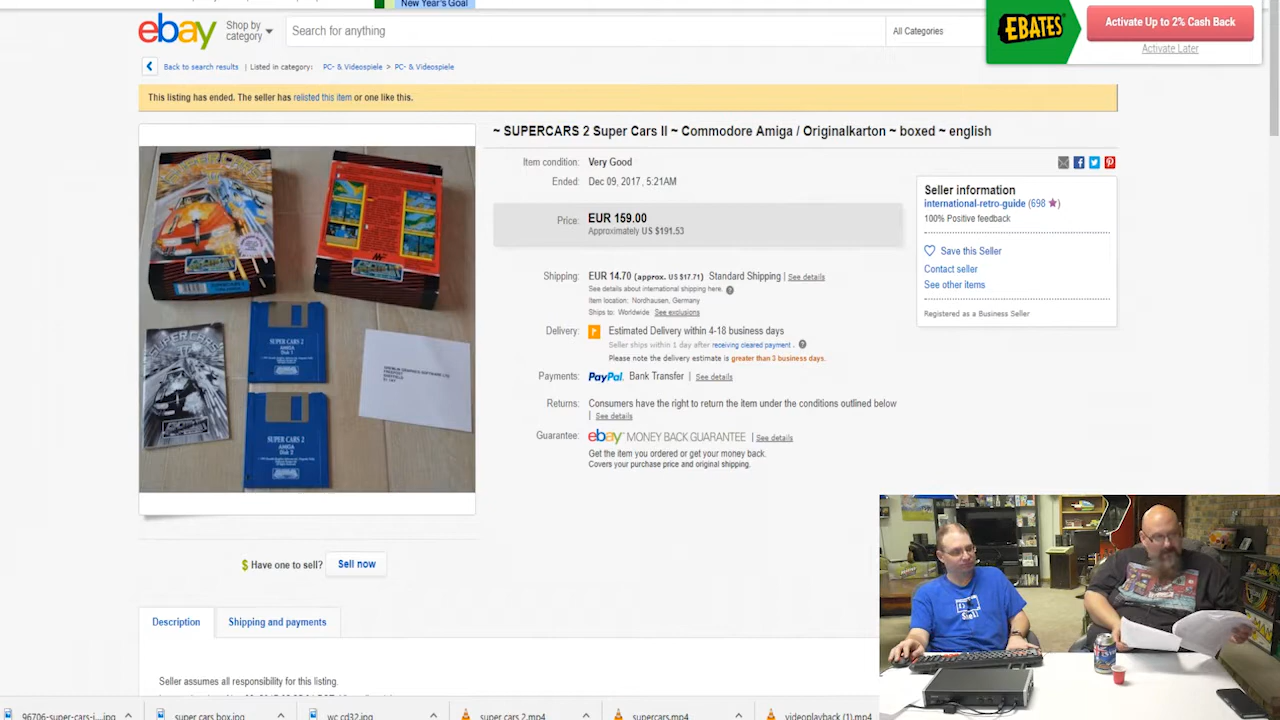 New Year's Goal
ebay
Shop by category
Search for anything
All Categories
EBATES
Activate Up to 2% Cash Back
Activate Later
Back to search results | Listed in category: PC- & Videospiele > PC- & Videospiele
This listing has ended. The seller has relisted this item or one like this.
~ SUPERCARS 2 Super Cars II ~ Commodore Amiga / Originalkarton ~ boxed ~ english
Item condition: Very Good
Ended: Dec 09, 2017 , 5:21AM
Price: EUR 159.00
Approximately US $191.53
Shipping: EUR 14.70 (approx. US $17.71) Standard Shipping | See details
See details about international shipping here.
Item location: Nordhausen, Germany
Ships to: Worldwide See exclusions
Delivery: Estimated Delivery within 4-18 business days
Seller ships within 1 day after receiving cleared payment .
Please note the delivery estimate is greater than 3 business days.
Payments: PayPal, Bank Transfer | See details
Returns: Consumers have the right to return the item under the conditions outlined below
| See details
Guarantee: ebay MONEY BACK GUARANTEE | See details
Get the item you ordered or get your money back.
Covers your purchase price and original shipping.
Seller information
international-retro-guide (698 ★)
100% Positive feedback
Save this Seller
Contact seller
See other items
Registered as a Business Seller
SUPER CARS 2
AMIGA
Disk 1
SUPER CARS 2
AMIGA
Disk 2
$ Have one to sell? Sell now
Description
Shipping and payments
Seller assumes all responsibility for this listing.
96706-super-cars-i....jpg
super cars box.jpg
wc cd32.jpg
super cars 2.mp4
supercars.mp4
videoplayback (1).mp4